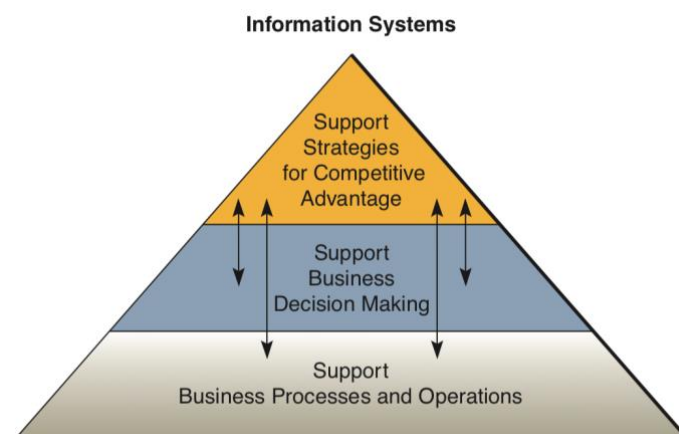 Information Systems
Support
Strategies
for Competitive
Advantage
Support
Business
Decision Making
Support
Business Processes and Operations